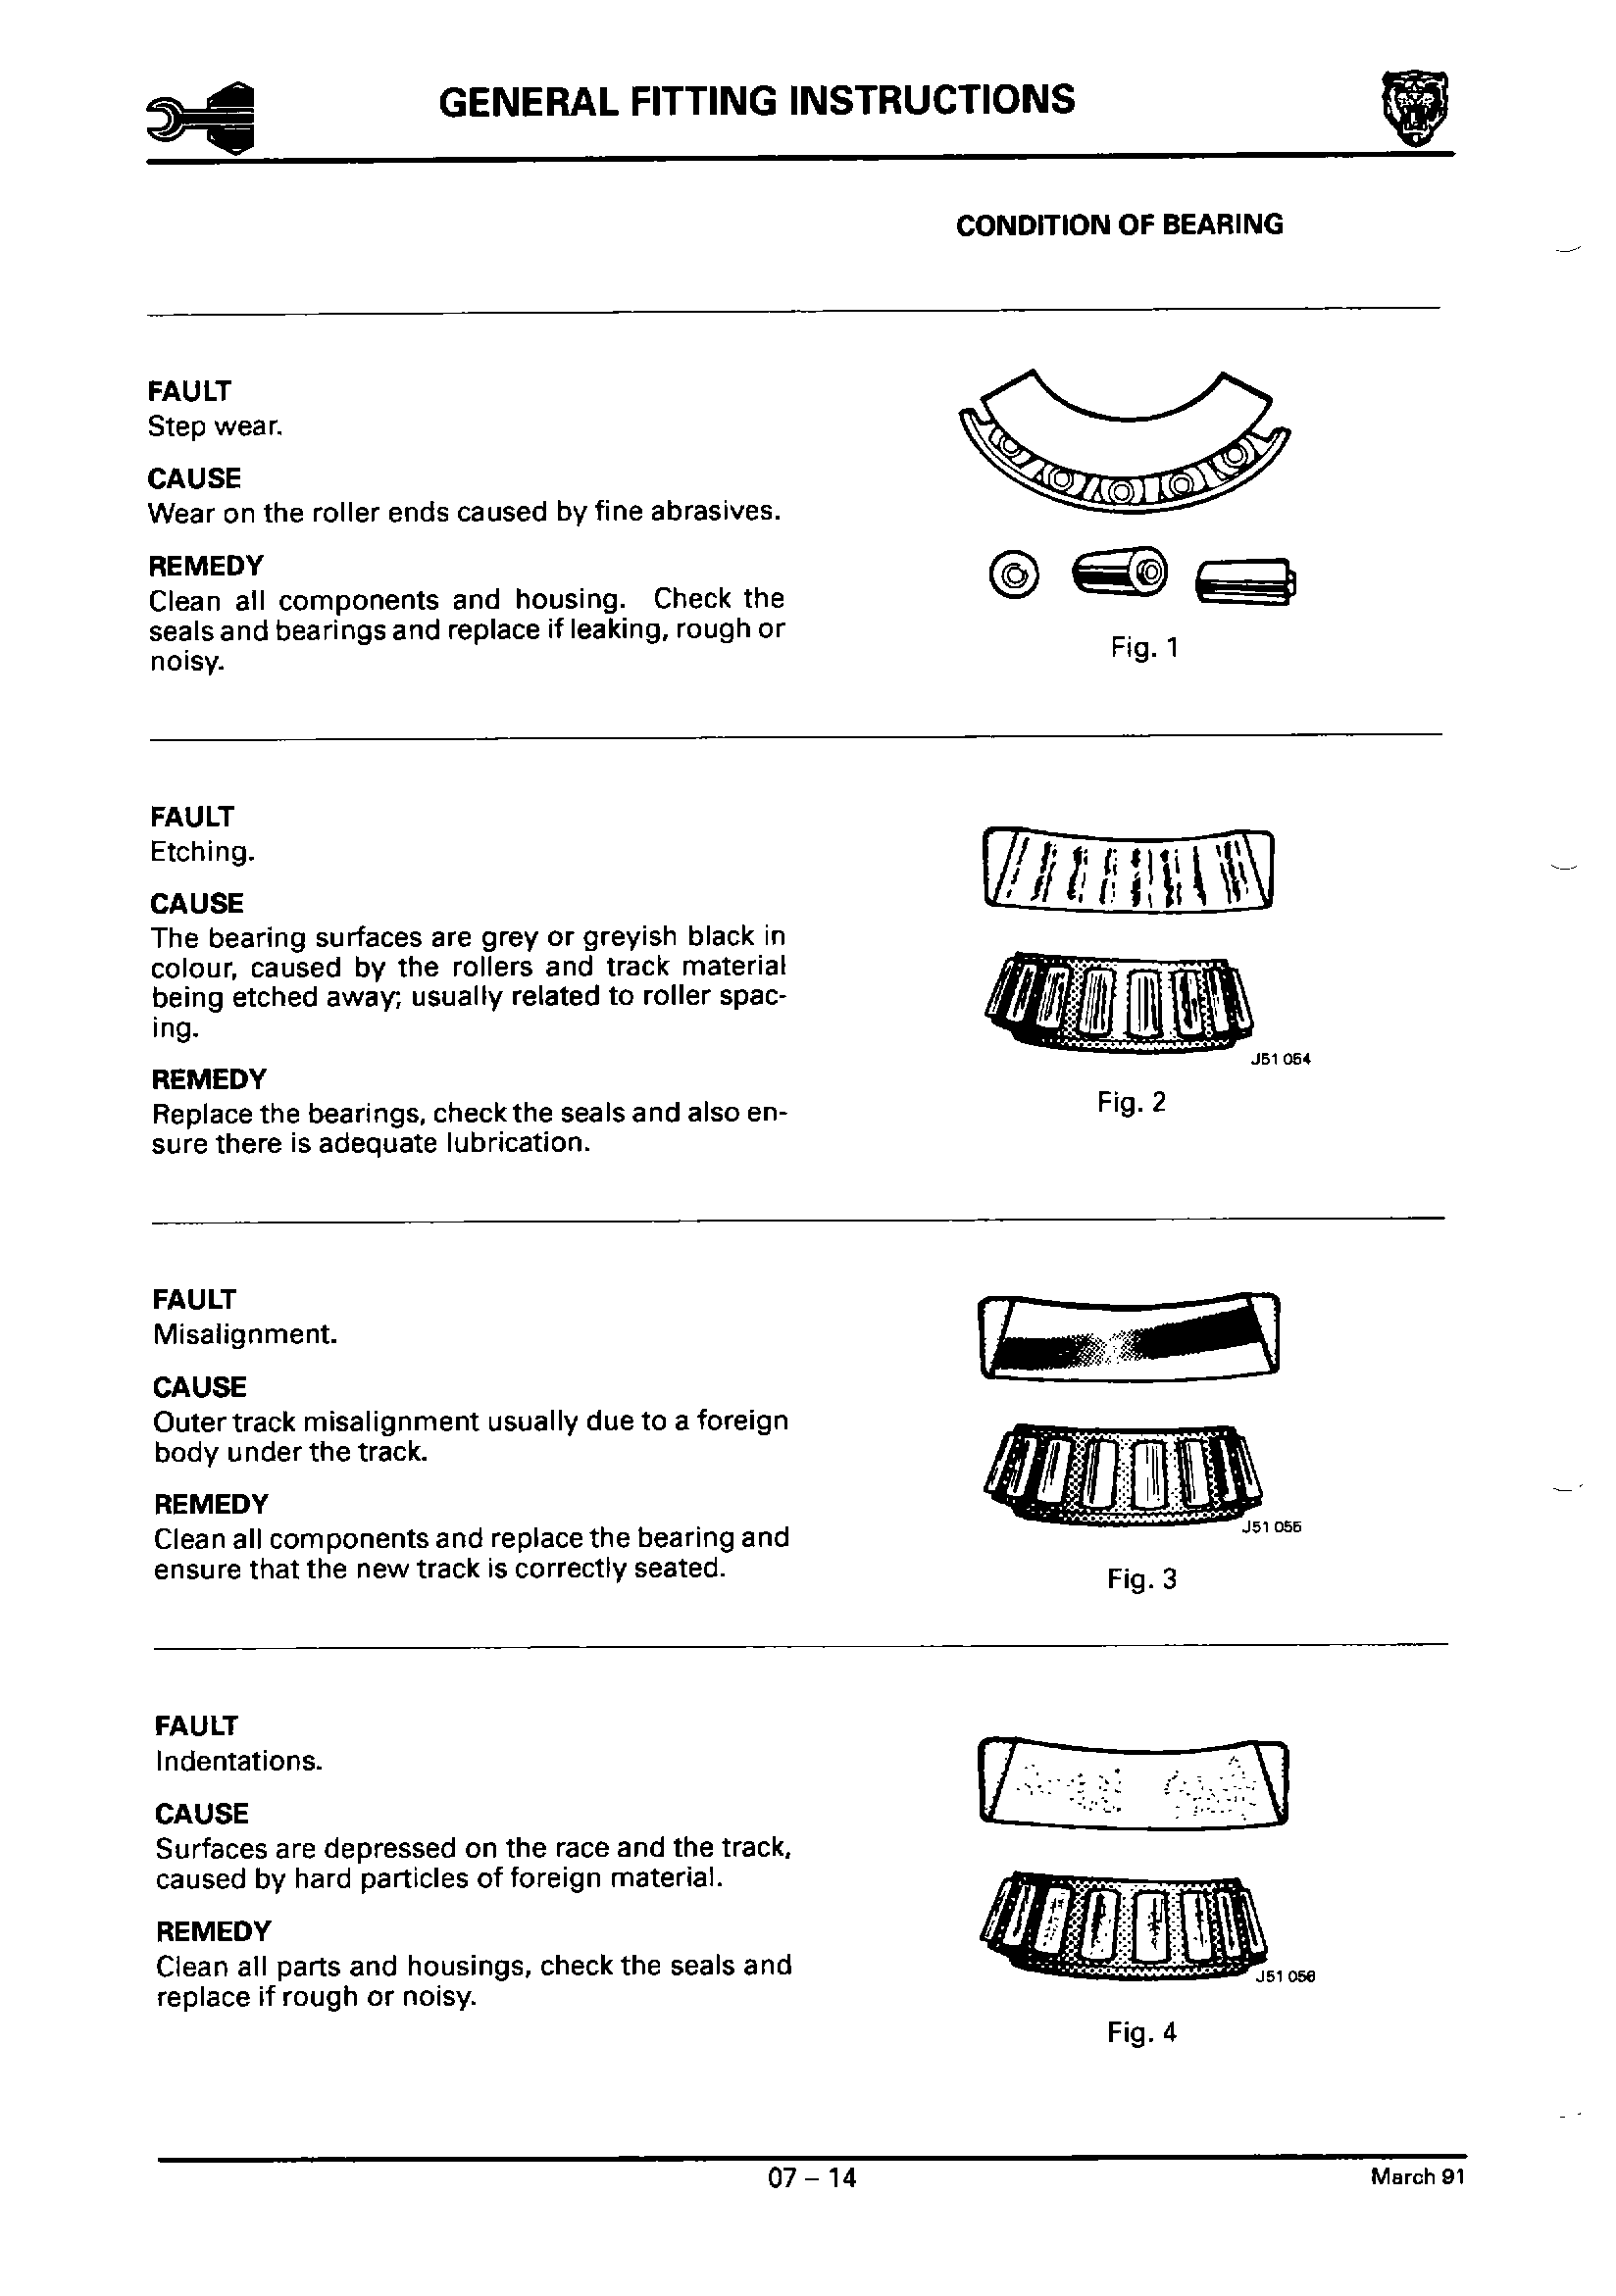 GENERAL FITTING INSTRUCTIONS
CONDITION OF BEARING
FAULT
Step wear.
CAUSE
Wear on the roller ends caused by fine abrasives.
REMEDY
Clean all components and housing. Check the
seals and bearings and replace if leaking, rough or
noisy.
Fig. 1
FAULT
Etching.
CAUSE
The bearing surfaces are grey or greyish black in
colour, caused by the rollers and track material
being etched away; usually related to roller spac-
ing.
REMEDY
Replace the bearings, check the seals and also en-
sure there is adequate lubrication.
J51 054
Fig. 2
FAULT
Misalignment.
CAUSE
Outer track misalignment usually due to a foreign
body under the track.
REMEDY
Clean all components and replace the bearing and
ensure that the new track is correctly seated.
J51 055
Fig. 3
FAULT
Indentations.
CAUSE
Surfaces are depressed on the race and the track,
caused by hard particles of foreign material.
REMEDY
Clean all parts and housings, check the seals and
replace if rough or noisy.
J51 056
Fig. 4
07 – 14
March 91